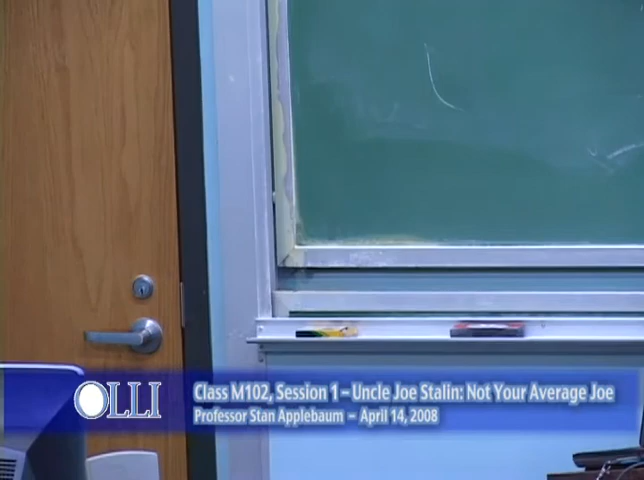 OLLI
Class M102, Session 1 – Uncle Joe Stalin: Not Your Average Joe
Professor Stan Applebaum – April 14, 2008